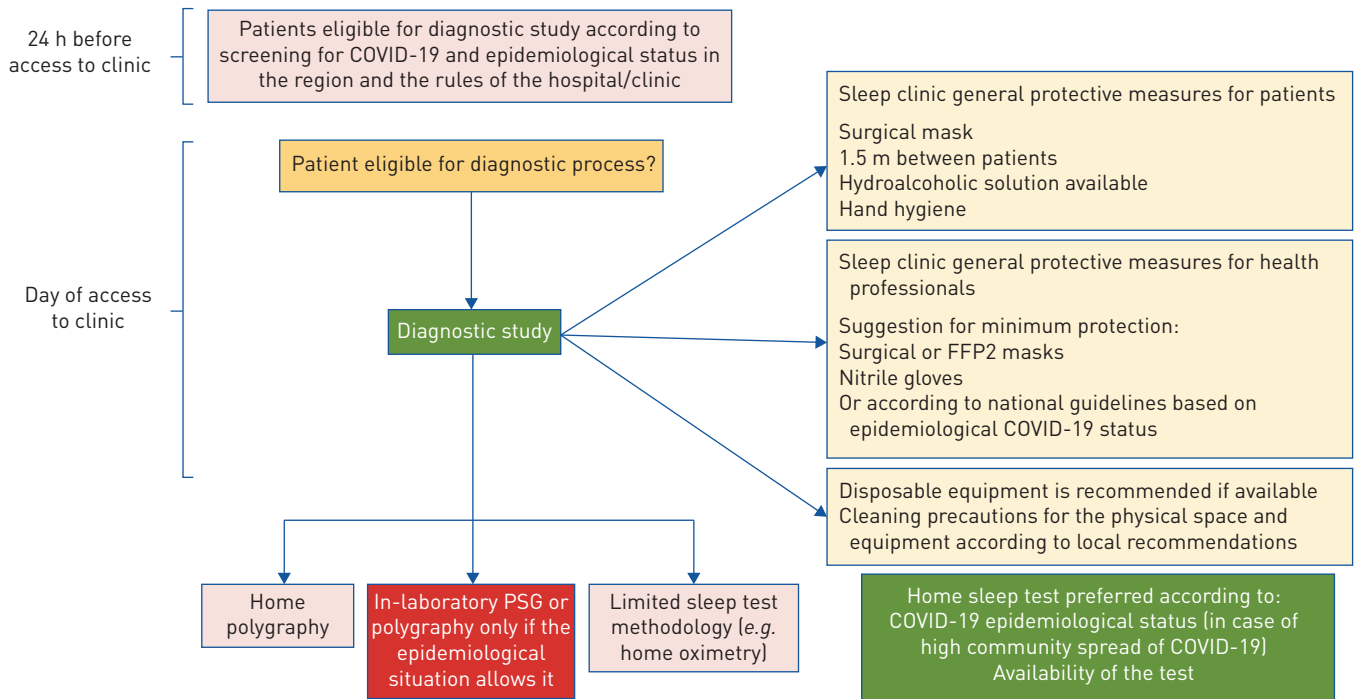 24 h before
access to clinic
Patients eligible for diagnostic study according to
screening for COVID-19 and epidemiological status in
the region and the rules of the hospital/clinic
Day of access
to clinic
Patient eligible for diagnostic process?
Diagnostic study
Sleep clinic general protective measures for patients
Surgical mask
1.5 m between patients
Hydroalcoholic solution available
Hand hygiene
Sleep clinic general protective measures for health
professionals
Suggestion for minimum protection:
Surgical or FFP2 masks
Nitrile gloves
Or according to national guidelines based on
epidemiological COVID-19 status
Disposable equipment is recommended if available
Cleaning precautions for the physical space and
equipment according to local recommendations
Home
polygraphy
In-laboratory PSG or
polygraphy only if the
epidemiological
situation allows it
Limited sleep test
methodology (e.g.
home oximetry)
Home sleep test preferred according to:
COVID-19 epidemiological status (in case of
high community spread of COVID-19)
Availability of the test